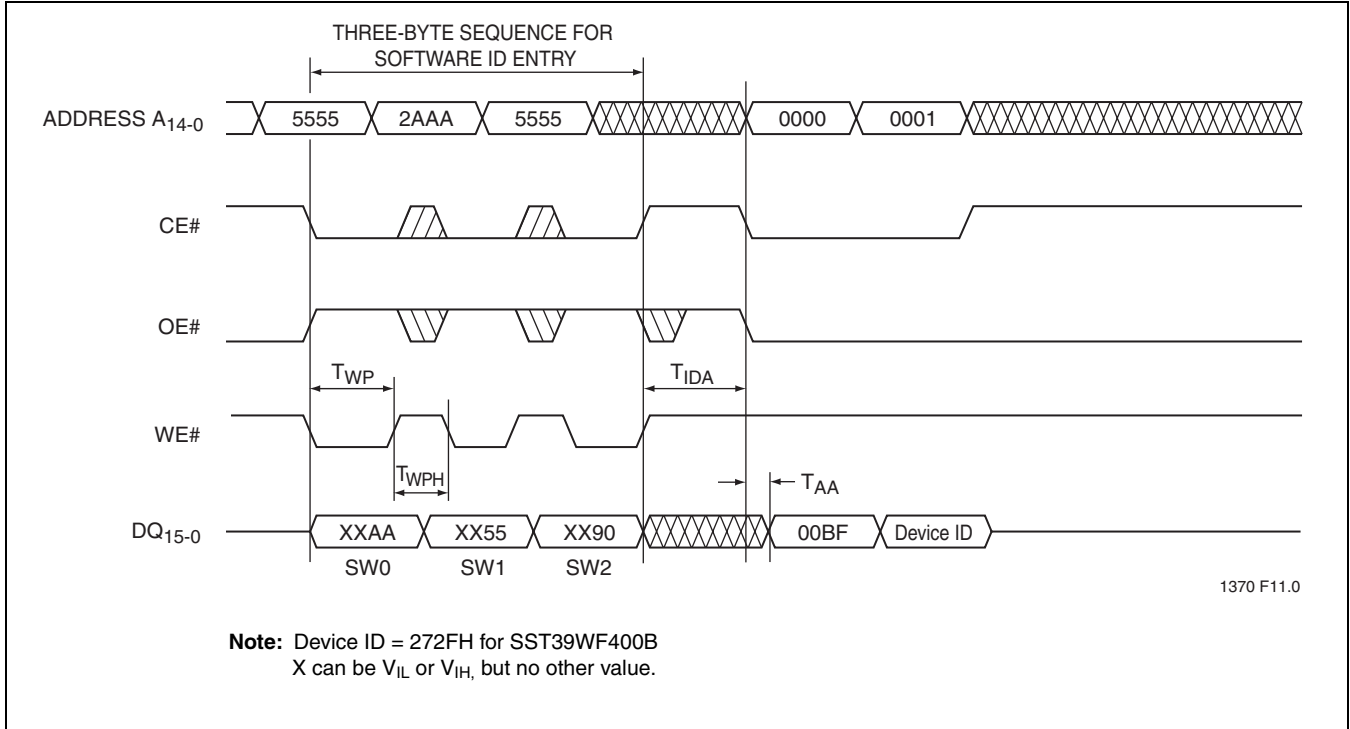 THREE-BYTE SEQUENCE FOR
SOFTWARE ID ENTRY
ADDRESS A14-0
5555
2AAA
5555
0000
0001
CE#
OE#
TWP
TIDA
WE#
TWPH
TAA
DQ15-0
XXAA
XX55
XX90
00BF
Device ID
SW0
SW1
SW2
1370 F11.0
Note: Device ID = 272FH for SST39WF400B
X can be VIL or VIH, but no other value.